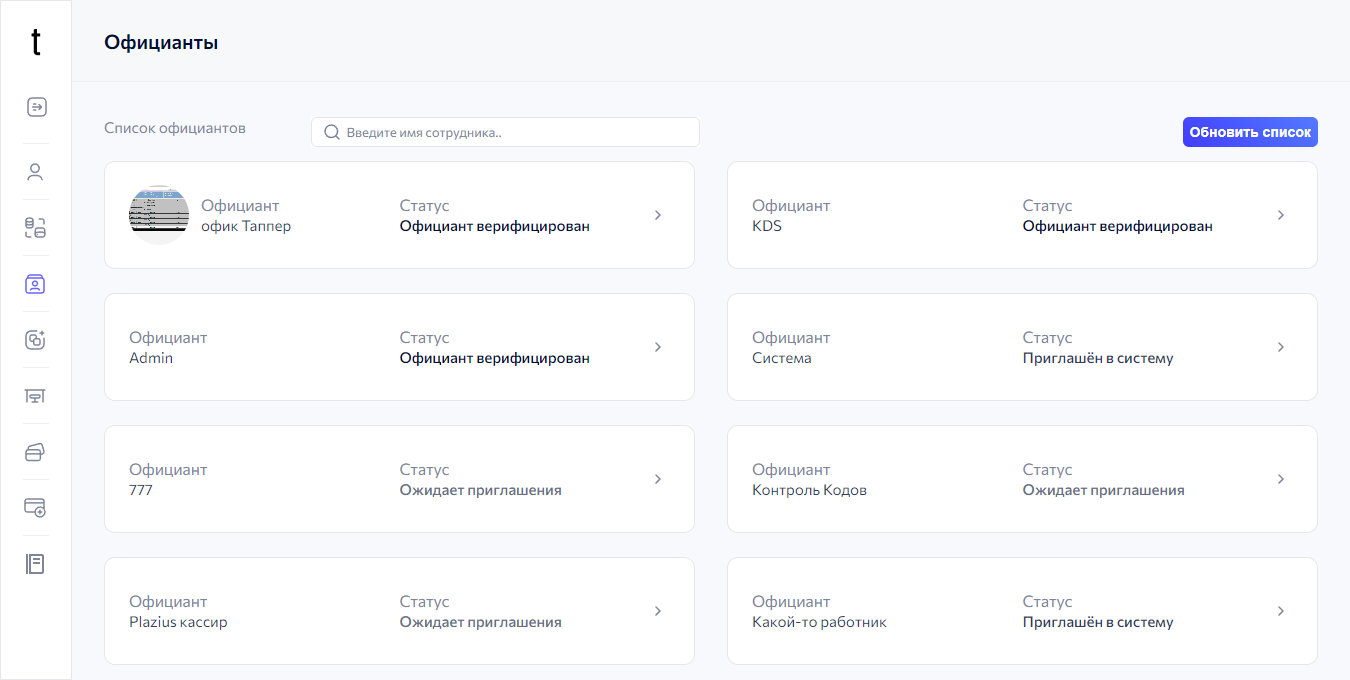 t
Официанты
Список официантов
Введите имя сотрудника..
Обновить список
Официант
офик Таппер
Статус
Официант верифицирован
Официант
KDS
Статус
Официант верифицирован
Официант
Admin
Статус
Официант верифицирован
Официант
Система
Статус
Приглашён в систему
Официант
777
Статус
Ожидает приглашения
Официант
Контроль Кодов
Статус
Ожидает приглашения
Официант
Plazius кассир
Статус
Ожидает приглашения
Официант
Какой-то работник
Статус
Приглашён в систему